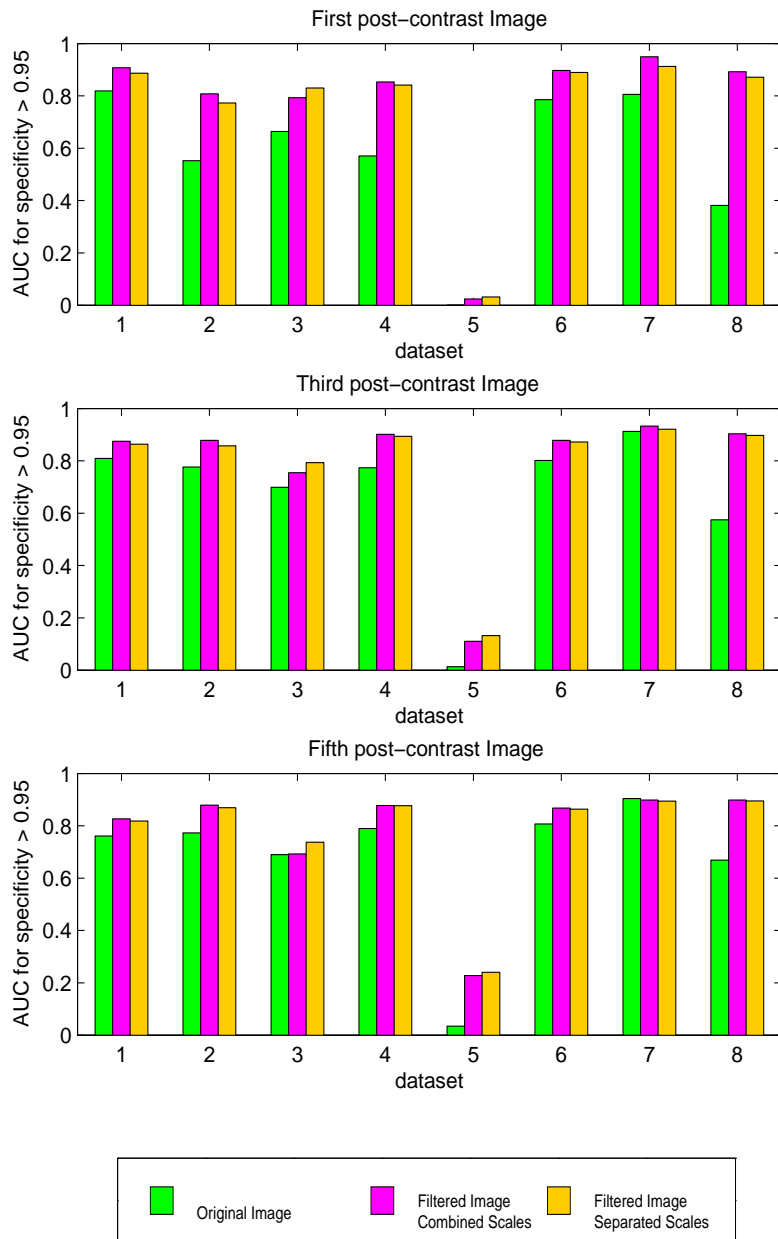 First post−contrast Image
1
0.8
0.6
0.4
0.2
0
AUC for specificity > 0.95
1 2 3 4 5 6 7 8
dataset
Third post−contrast Image
1
0.8
0.6
0.4
0.2
0
AUC for specificity > 0.95
1 2 3 4 5 6 7 8
dataset
Fifth post−contrast Image
1
0.8
0.6
0.4
0.2
0
AUC for specificity > 0.95
1 2 3 4 5 6 7 8
dataset
Original Image
Filtered Image
Combined Scales
Filtered Image
Separated Scales